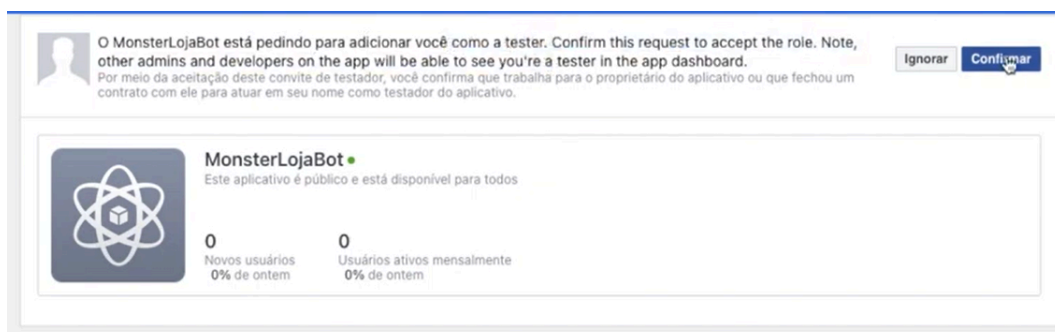 O MonsterLojaBot está pedindo para adicionar você como a tester. Confirm this request to accept the role. Note,
other admins and developers on the app will be able to see you're a tester in the app dashboard.
Por meio da aceitação deste convite de testador, você confirma que trabalha para o proprietário do aplicativo ou que fechou um
contrato com ele para atuar em seu nome como testador do aplicativo.
Ignorar Confirmar
MonsterLojaBot
Este aplicativo é público e está disponível para todos
0 0
Novos usuários Usuários ativos mensalmente
0% de ontem 0% de ontem